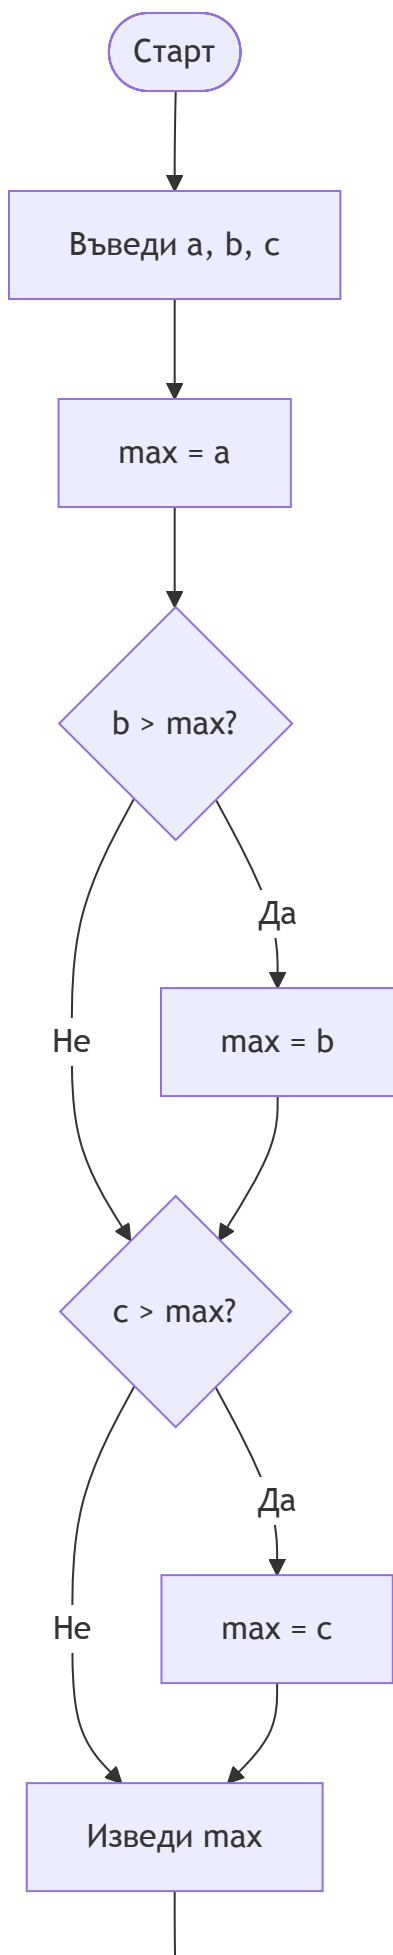 Старт
Въведи a, b, c
max = a
b > max?
Да
Не
max = b
c > max?
Да
Не
max = c
Изведи max